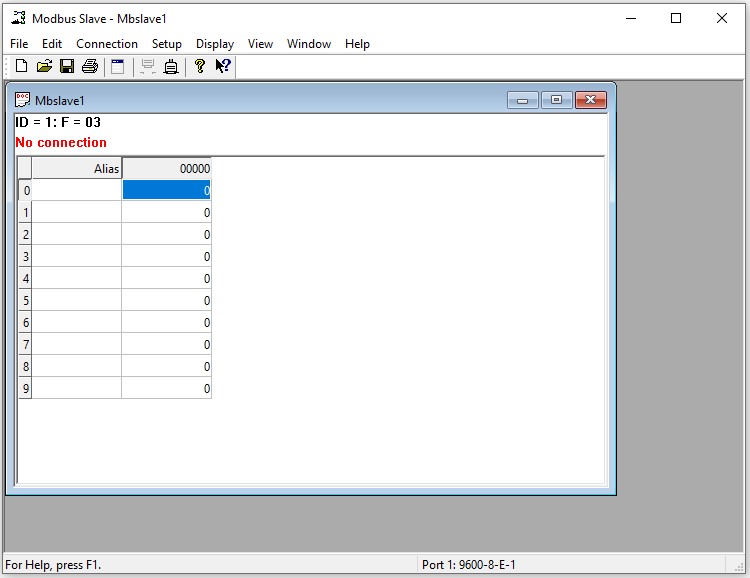 Modbus Slave - Mbslave1
File Edit Connection Setup Display View Window Help
Mbslave1
ID = 1: F = 03
No connection
Alias 00000
0 0
1 0
2 0
3 0
4 0
5 0
6 0
7 0
8 0
9 0
For Help, press F1. Port 1: 9600-8-E-1